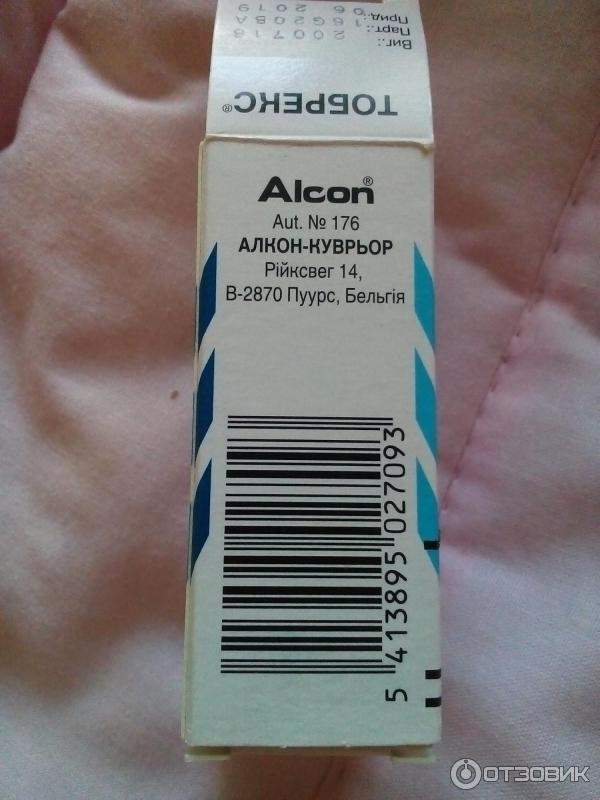 Виг.: 200718
Парт.: 16G20BA
Прид.: 06 2019
ТОБРЕКС®
Alcon®
Aut. № 176
АЛКОН-КУВРЬОР
Рійксвег 14,
В-2870 Пуурс, Бельгія
5 413895 027093
ОТЗОВИК